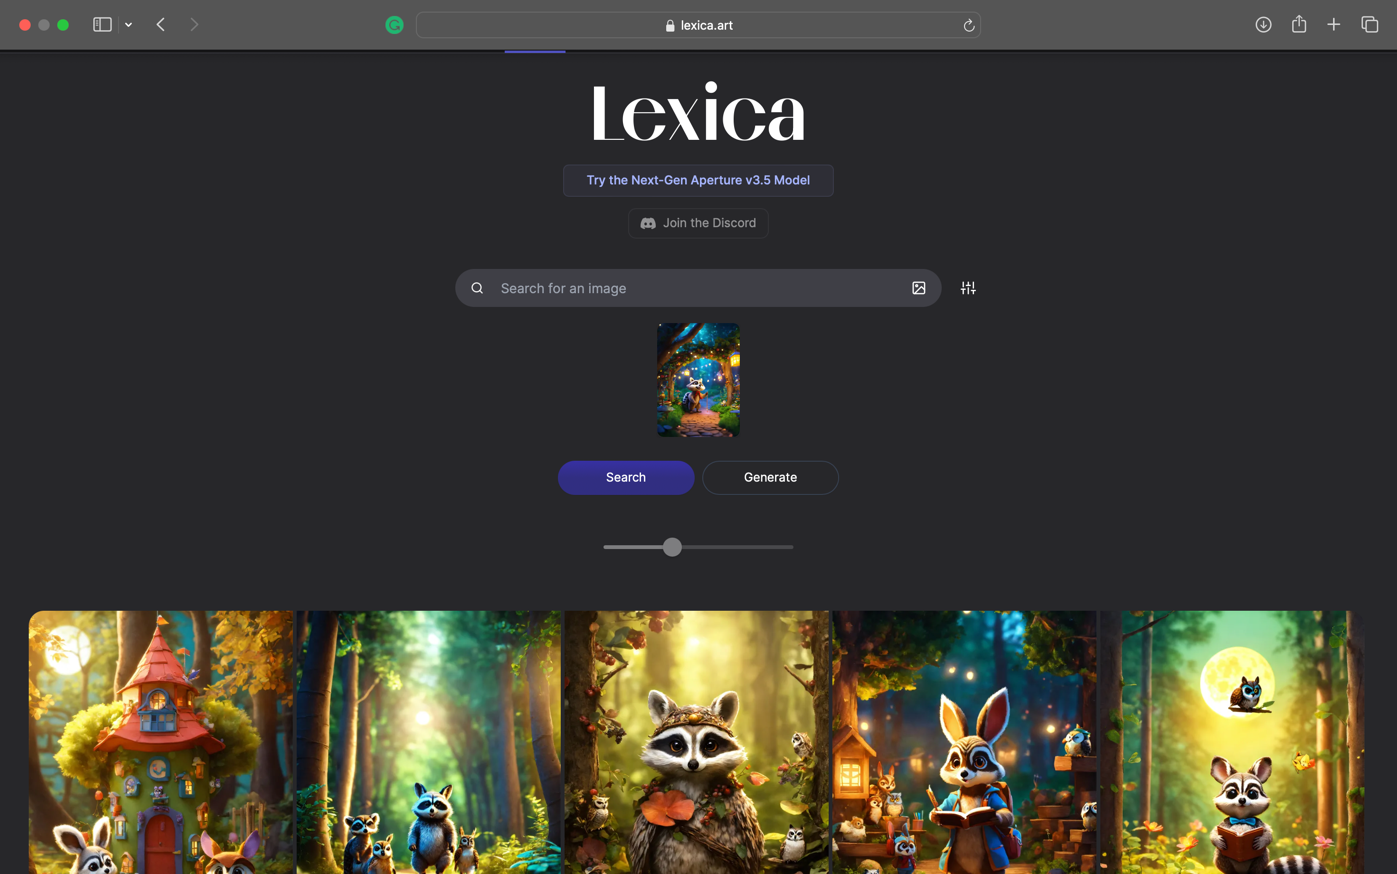 lexica.art
Lexica
Try the Next-Gen Aperture v3.5 Model
Join the Discord
Search for an image
Search
Generate